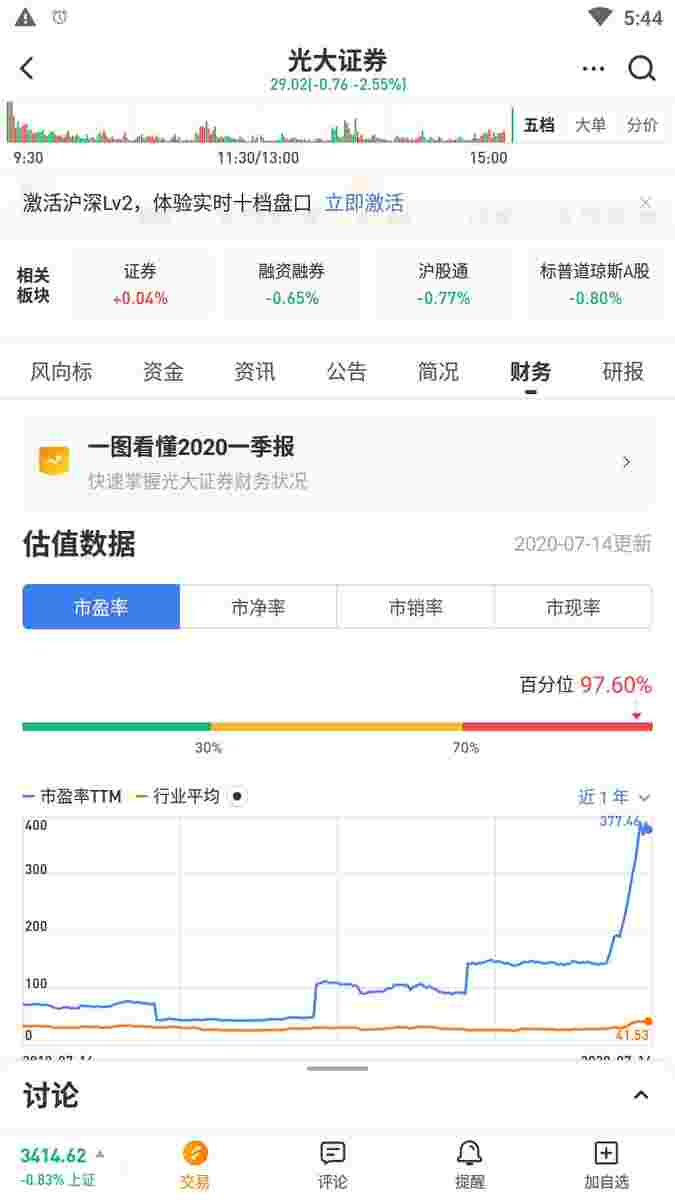 5:44
光大证券
29.02(-0.76 -2.55%)
五档 大单 分价
9:30 11:30/13:00 15:00
激活沪深Lv2，体验实时十档盘口 立即激活
相关板块
证券 融资融券 沪股通 标普道琼斯A股
+0.04% -0.65% -0.77% -0.80%
风向标 资金 资讯 公告 简况 财务 研报
一图看懂2020一季报
快速掌握光大证券财务状况
估值数据 2020-07-14更新
市盈率 市净率 市销率 市现率
百分位 97.60%
30% 70%
市盈率TTM 行业平均 近1年
400 377.46
300
200
100
0 41.53
讨论
3414.62
-0.83% 上证
交易 评论 提醒 加自选